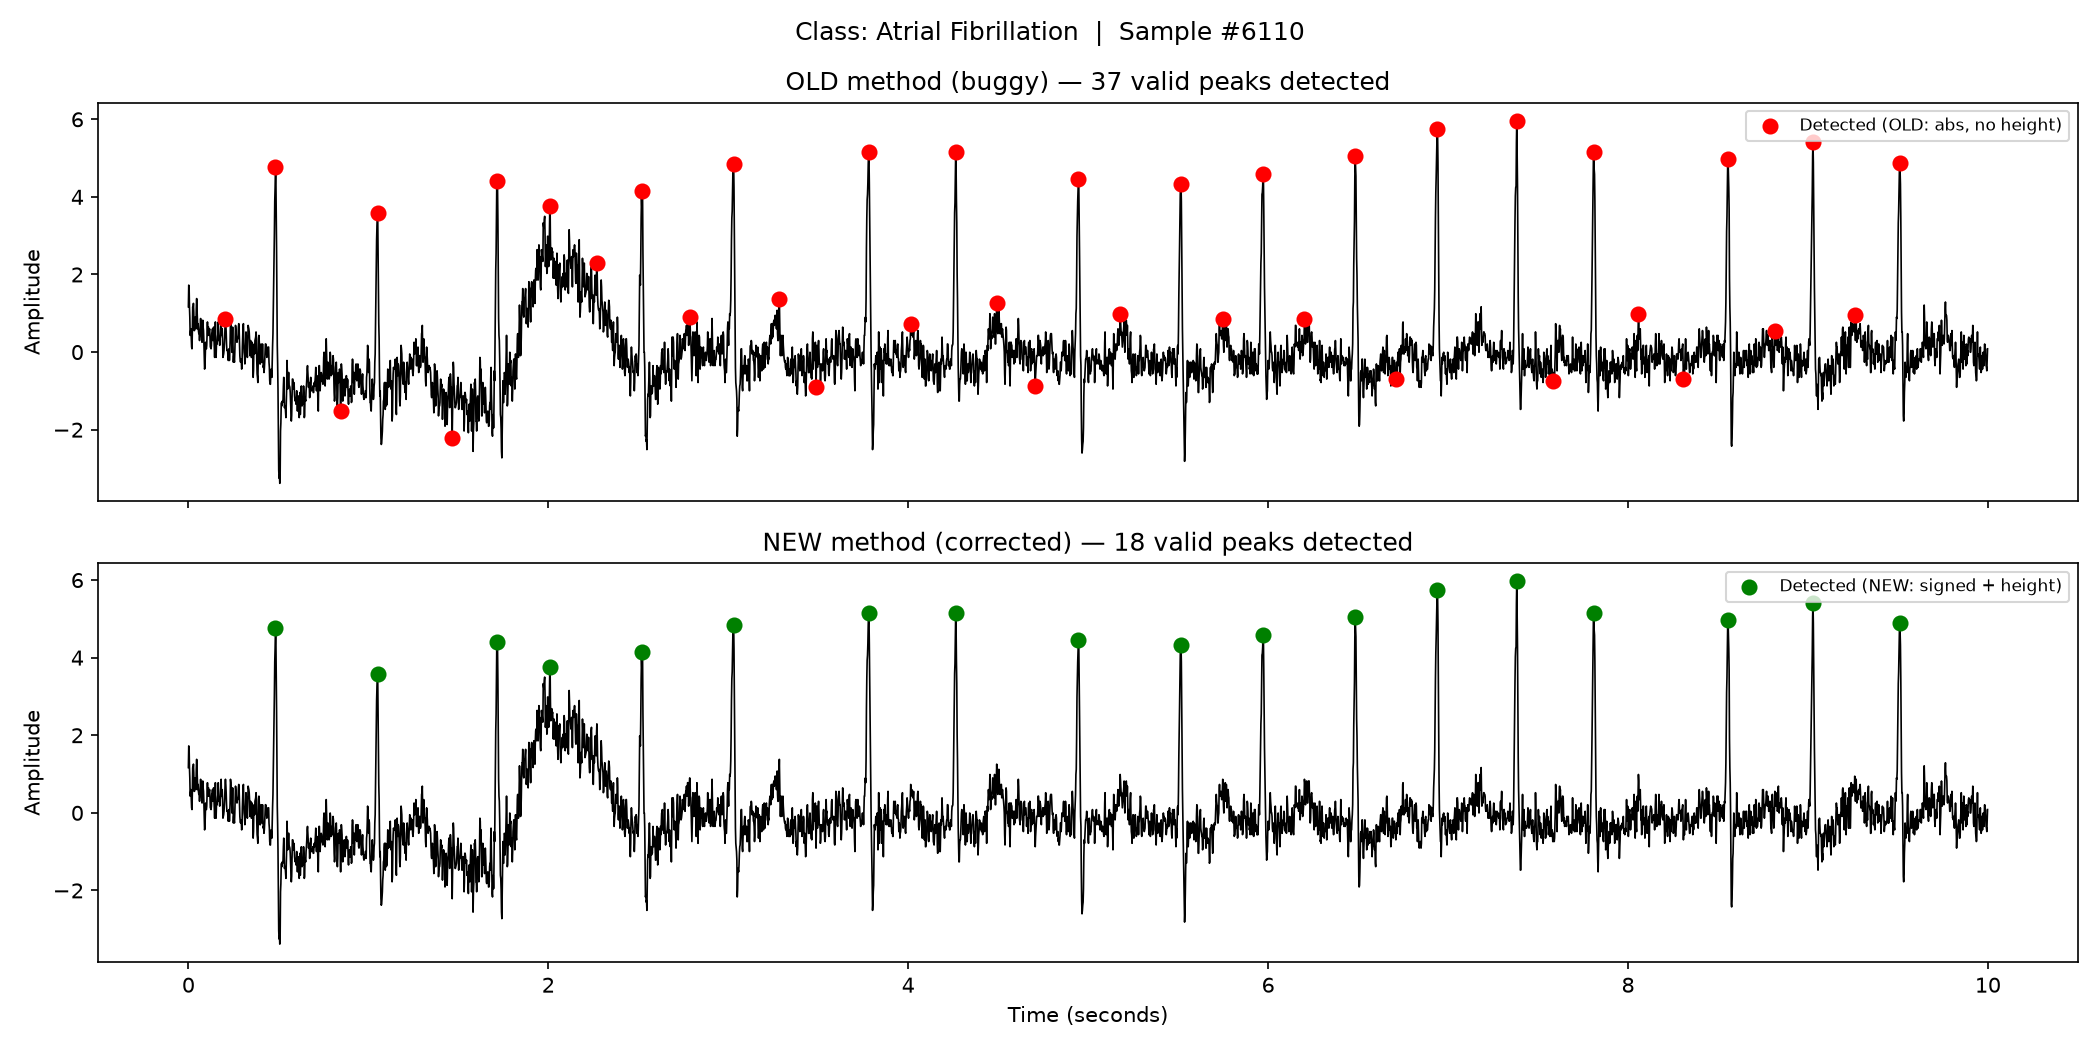 Class: Atrial Fibrillation | Sample #6110
OLD method (buggy) — 37 valid peaks detected
Detected (OLD: abs, no height)
Amplitude
6
4
2
0
−2
NEW method (corrected) — 18 valid peaks detected
Detected (NEW: signed + height)
Amplitude
6
4
2
0
−2
0 2 4 6 8 10
Time (seconds)